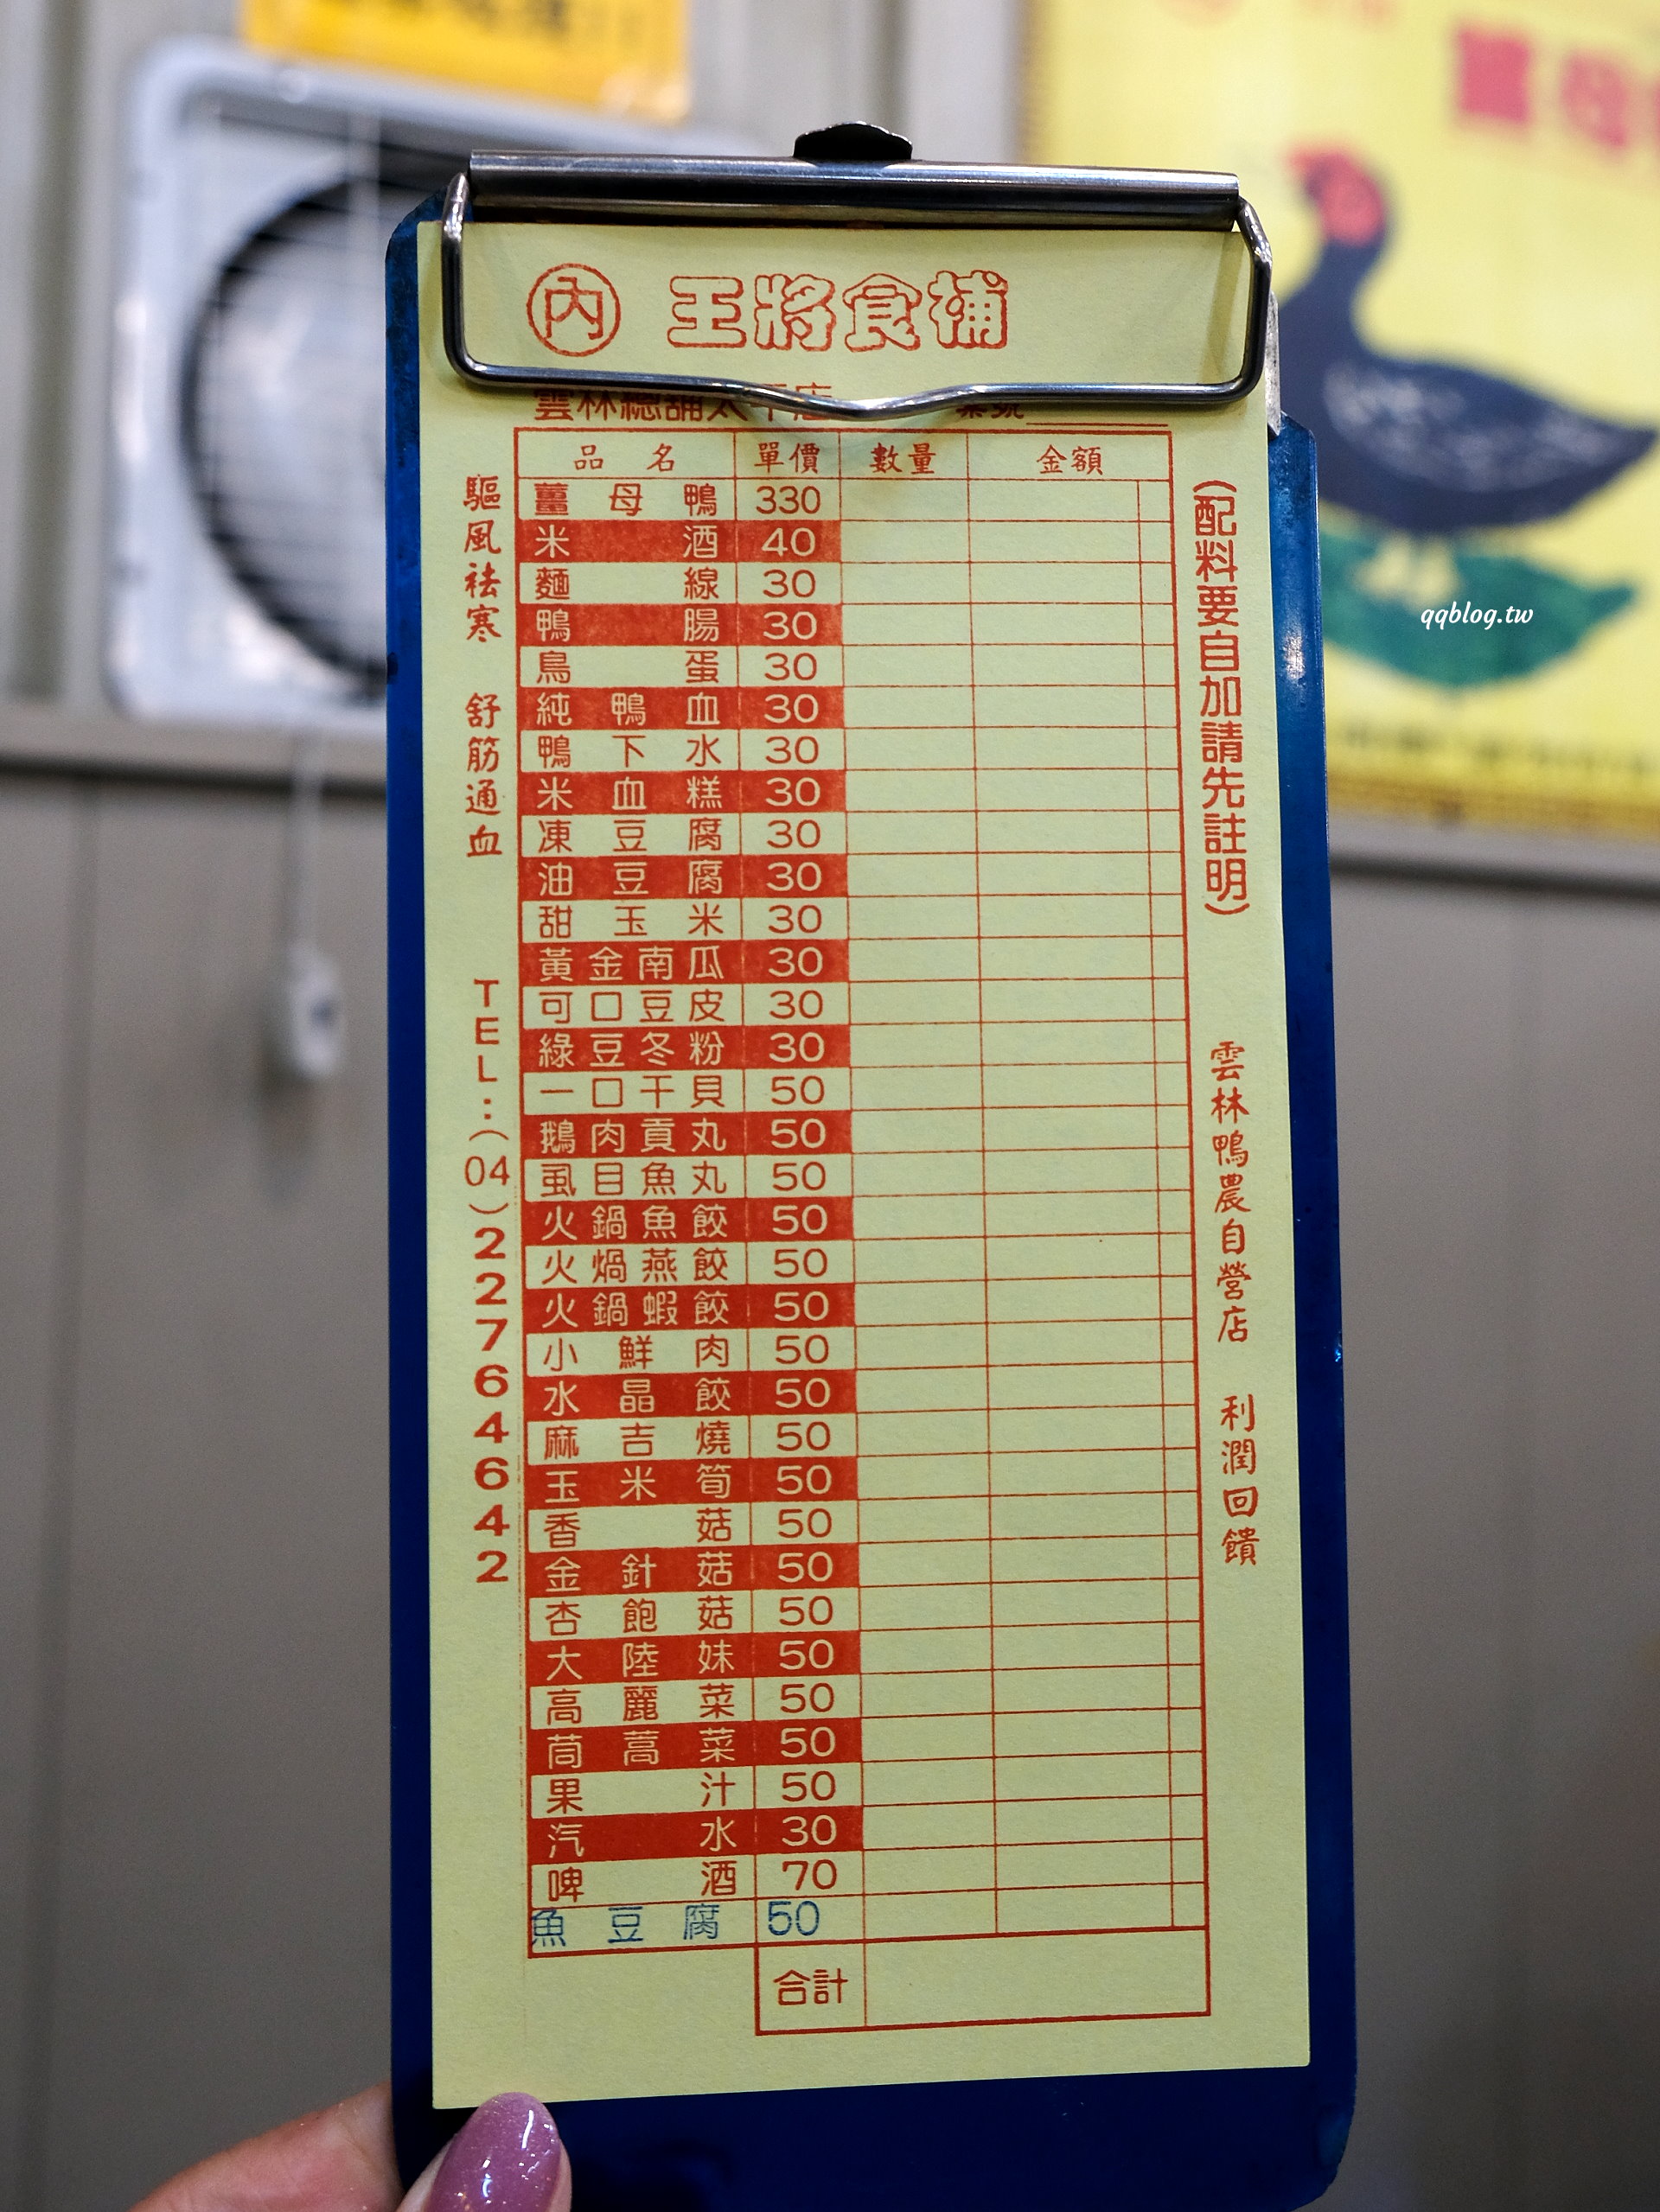 內 王將食補
雲林總舖太平店
品名 單價 數量 金額
薑母鴨 330
米酒 40
麵線 30
鴨腸 30
鳥蛋 30
純鴨血 30
鴨下水 30
米血糕 30
凍豆腐 30
油豆腐 30
甜玉米 30
黃金南瓜 30
可口豆皮 30
綠豆冬粉 30
一口干貝 50
鵝肉貢丸 50
虱目魚丸 50
火鍋魚餃 50
火焗燕餃 50
火鍋蝦餃 50
小鮮肉 50
水晶餃 50
麻吉燒 50
玉米筍 50
香菇 50
金針菇 50
杏飽菇 50
大陸妹 50
高麗菜 50
茼蒿菜 50
果汁 50
汽水 30
啤酒 70
魚豆腐 50
合計
驅風袪寒 舒筋通血
TEL:(04)22764642
(配料要自加請先註明)
雲林鴨農自營店 利潤回饋
qqblog.tw